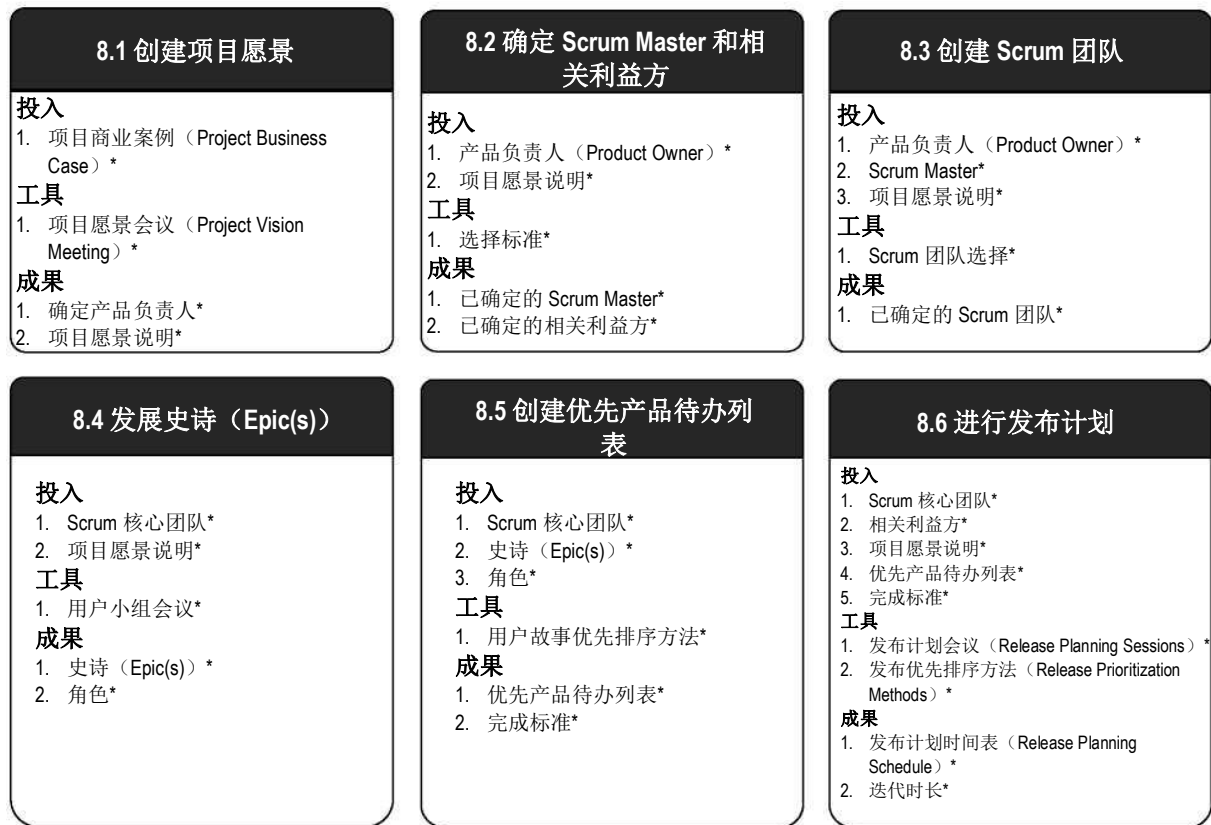 8.1 创建项目愿景
投入
1. 项目商业案例（Project Business
Case）*
工具
1. 项目愿景会议（Project Vision
Meeting）*
成果
1. 确定产品负责人*
2. 项目愿景说明*
8.2 确定 Scrum Master 和相
关利益方
投入
1. 产品负责人（Product Owner）*
2. 项目愿景说明*
工具
1. 选择标准*
成果
1. 已确定的 Scrum Master*
2. 已确定的相关利益方*
8.3 创建 Scrum 团队
投入
1. 产品负责人（Product Owner）*
2. Scrum Master*
3. 项目愿景说明*
工具
1. Scrum 团队选择*
成果
1. 已确定的 Scrum 团队*
8.4 发展史诗（Epic(s)）
投入
1. Scrum 核心团队*
2. 项目愿景说明*
工具
1. 用户小组会议*
成果
1. 史诗（Epic(s)）*
2. 角色*
8.5 创建优先产品待办列
表
投入
1. Scrum 核心团队*
2. 史诗（Epic(s)）*
3. 角色*
工具
1. 用户故事优先排序方法*
成果
1. 优先产品待办列表*
2. 完成标准*
8.6 进行发布计划
投入
1. Scrum 核心团队*
2. 相关利益方*
3. 项目愿景说明*
4. 优先产品待办列表*
5. 完成标准*
工具
1. 发布计划会议（Release Planning Sessions）*
2. 发布优先排序方法（Release Prioritization
Methods）*
成果
1. 发布计划时间表（Release Planning
Schedule）*
2. 迭代时长*